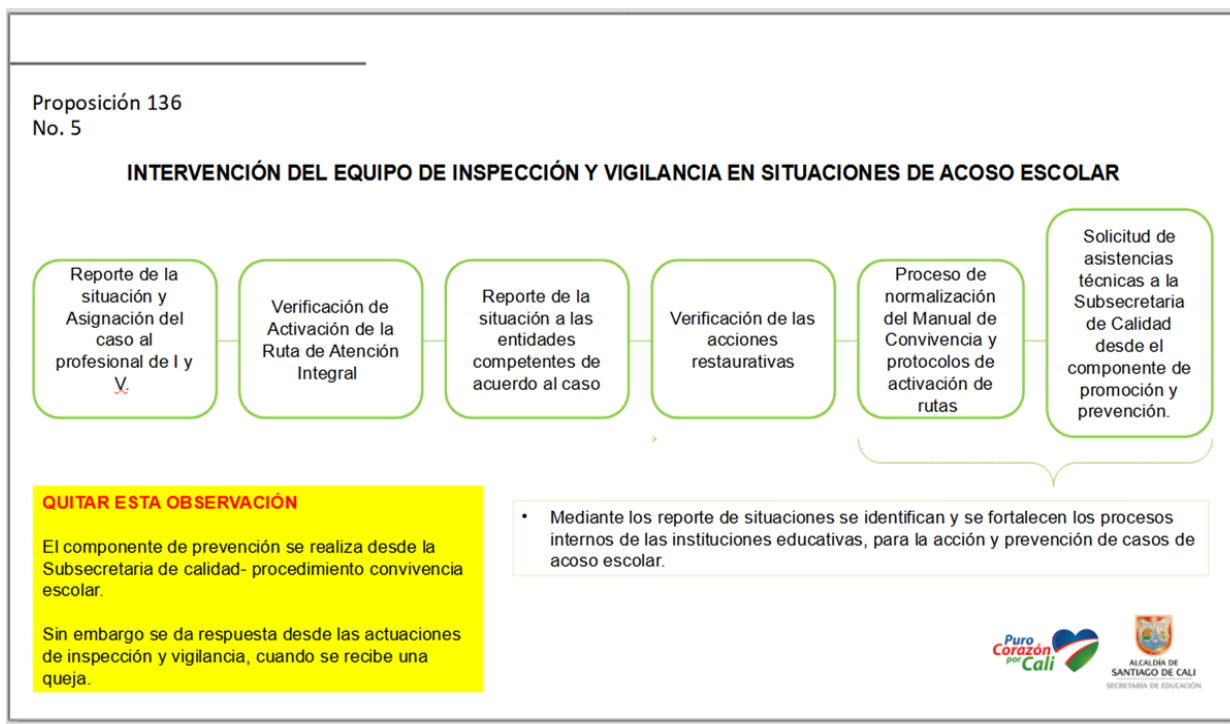 Proposición 136
No. 5
INTERVENCIÓN DEL EQUIPO DE INSPECCIÓN Y VIGILANCIA EN SITUACIONES DE ACOSO ESCOLAR
Reporte de la
situación y
Asignación del
caso al
profesional de I y
V.
Verificación de
Activación de la
Ruta de Atención
Integral
Reporte de la
situación a las
entidades
competentes de
acuerdo al caso
Verificación de las
acciones
restaurativas
Proceso de
normalización
del Manual de
Convivencia y
protocolos de
activación de
rutas
Solicitud de
asistencias
técnicas a la
Subsecretaria
de Calidad
desde el
componente de
promoción y
prevención.
QUITAR ESTA OBSERVACIÓN
El componente de prevención se realiza desde la
Subsecretaria de calidad- procedimiento convivencia
escolar.
Sin embargo se da respuesta desde las actuaciones
de inspección y vigilancia, cuando se recibe una
queja.
• Mediante los reporte de situaciones se identifican y se fortalecen los procesos
internos de las instituciones educativas, para la acción y prevención de casos de
acoso escolar.
Puro
Corazón
por Cali
ALCALDÍA DE
SANTIAGO DE CALI
SECRETARÍA DE EDUCACIÓN